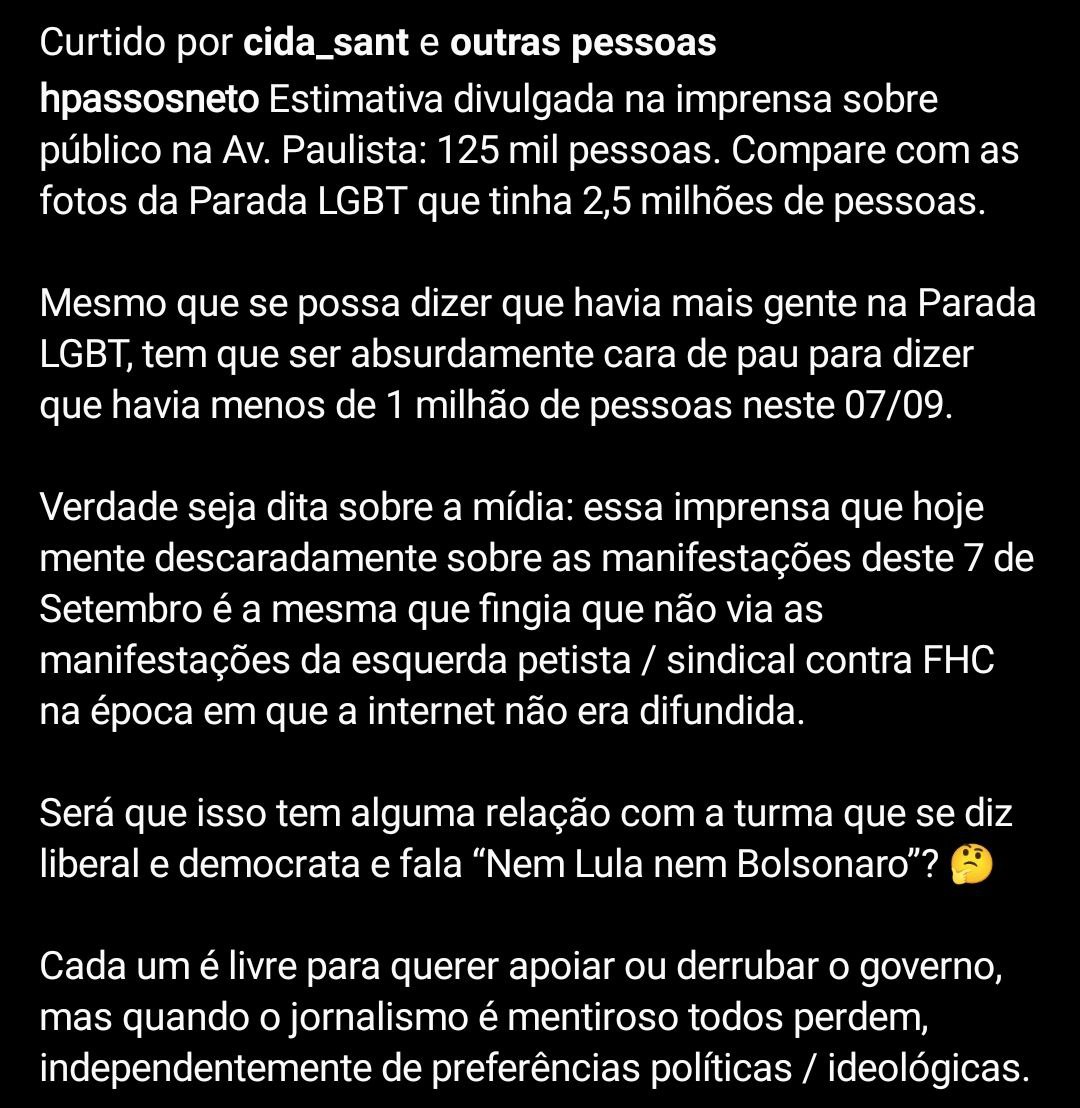 Curtido por cida_sant e outras pessoas
hpassosneto Estimativa divulgada na imprensa sobre
público na Av. Paulista: 125 mil pessoas. Compare com as
fotos da Parada LGBT que tinha 2,5 milhões de pessoas.
Mesmo que se possa dizer que havia mais gente na Parada
LGBT, tem que ser absurdamente cara de pau para dizer
que havia menos de 1 milhão de pessoas neste 07/09.
Verdade seja dita sobre a mídia: essa imprensa que hoje
mente descaradamente sobre as manifestações deste 7 de
Setembro é a mesma que fingia que não via as
manifestações da esquerda petista / sindical contra FHC
na época em que a internet não era difundida.
Será que isso tem alguma relação com a turma que se diz
liberal e democrata e fala “Nem Lula nem Bolsonaro”? 🤔
Cada um é livre para querer apoiar ou derrubar o governo,
mas quando o jornalismo é mentiroso todos perdem,
independentemente de preferências políticas / ideológicas.